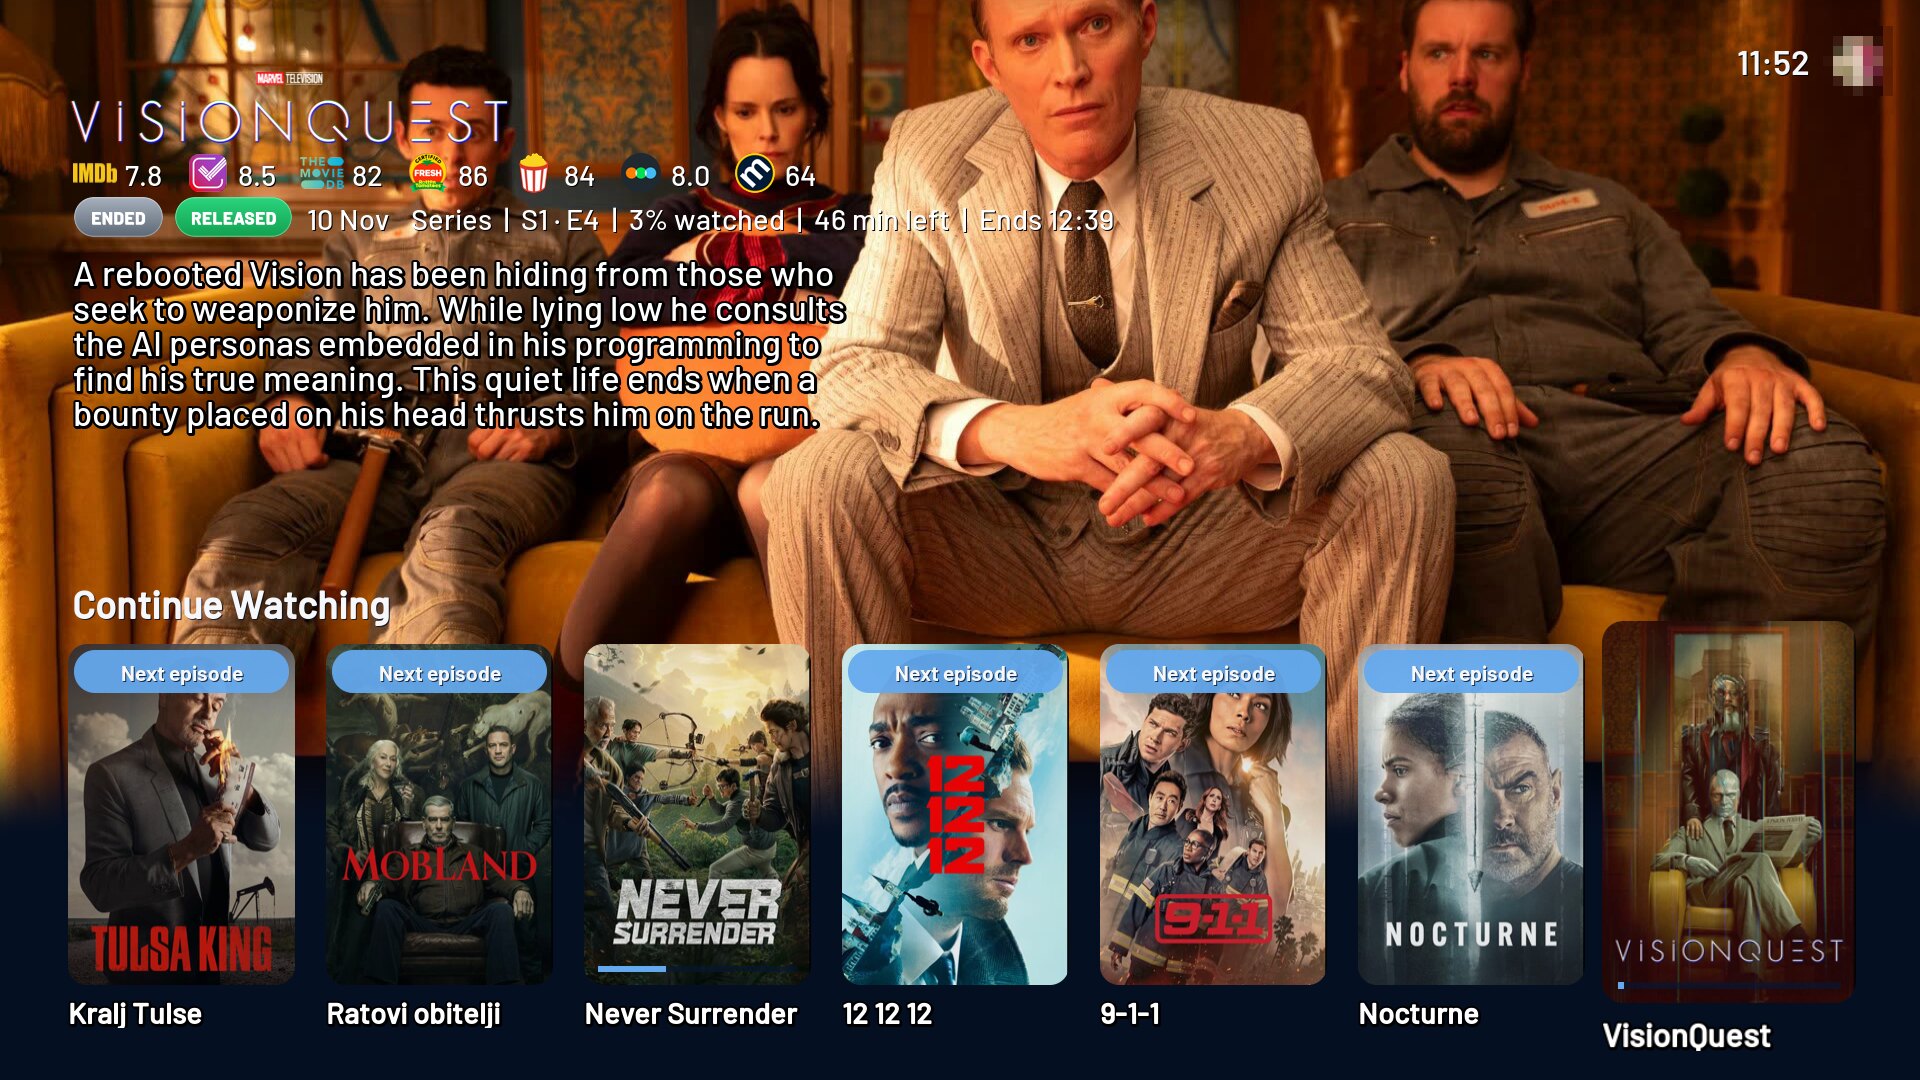 11:52
MARVEL TELEVISION
VISIONQUEST
IMDb 7.8 8.5 THE MOVIE DB 82 CERTIFIED FRESH Rotten Tomatoes 86 84 8.0 m 64
ENDED RELEASED 10 Nov Series | S1 · E4 | 3% watched | 46 min left | Ends 12:39
A rebooted Vision has been hiding from those who
seek to weaponize him. While lying low he consults
the AI personas embedded in his programming to
find his true meaning. This quiet life ends when a
bounty placed on his head thrusts him on the run.
Continue Watching
Next episode
TULSA KING
Kralj Tulse
Next episode
MOBLAND
Ratovi obitelji
NEVER
SURRENDER
Never Surrender
Next episode
12
12
12
12 12 12
Next episode
9-1-1
9-1-1
Next episode
NOCTURNE
Nocturne
VISIONQUEST
VisionQuest